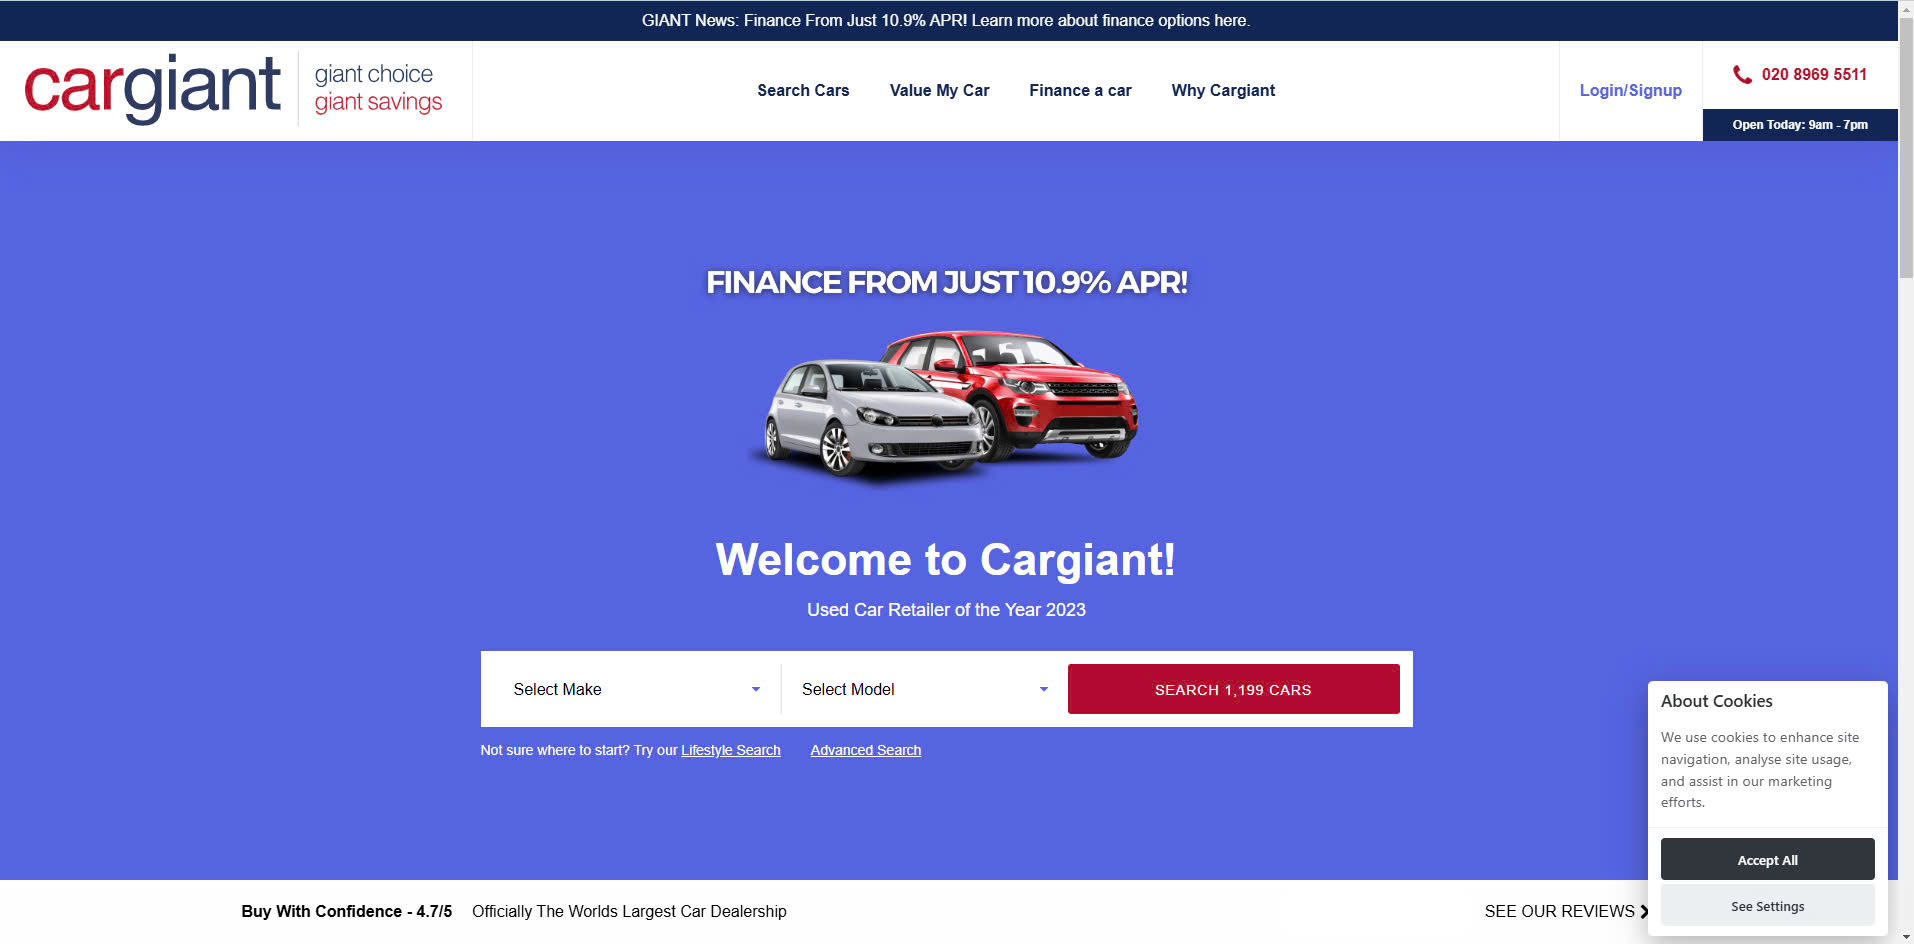 GIANT News: Finance From Just 10.9% APR! Learn more about finance options here.
cargiant
giant choice
giant savings
Search Cars
Value My Car
Finance a car
Why Cargiant
Login/Signup
020 8969 5511
Open Today: 9am - 7pm
FINANCE FROM JUST 10.9% APR!
Welcome to Cargiant!
Used Car Retailer of the Year 2023
Select Make
Select Model
SEARCH 1,199 CARS
Not sure where to start? Try our Lifestyle Search
Advanced Search
About Cookies
We use cookies to enhance site
navigation, analyse site usage,
and assist in our marketing
efforts.
Accept All
See Settings
Buy With Confidence - 4.7/5
Officially The Worlds Largest Car Dealership
SEE OUR REVIEWS